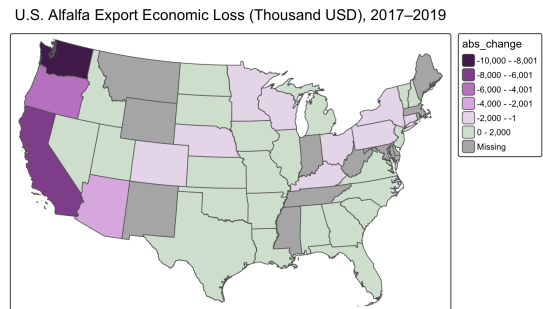 U.S. Alfalfa Export Economic Loss (Thousand USD), 2017–2019
abs_change
-10,000 - -8,001
-8,000 - -6,001
-6,000 - -4,001
-4,000 - -2,001
-2,000 - -1
0 - 2,000
Missing